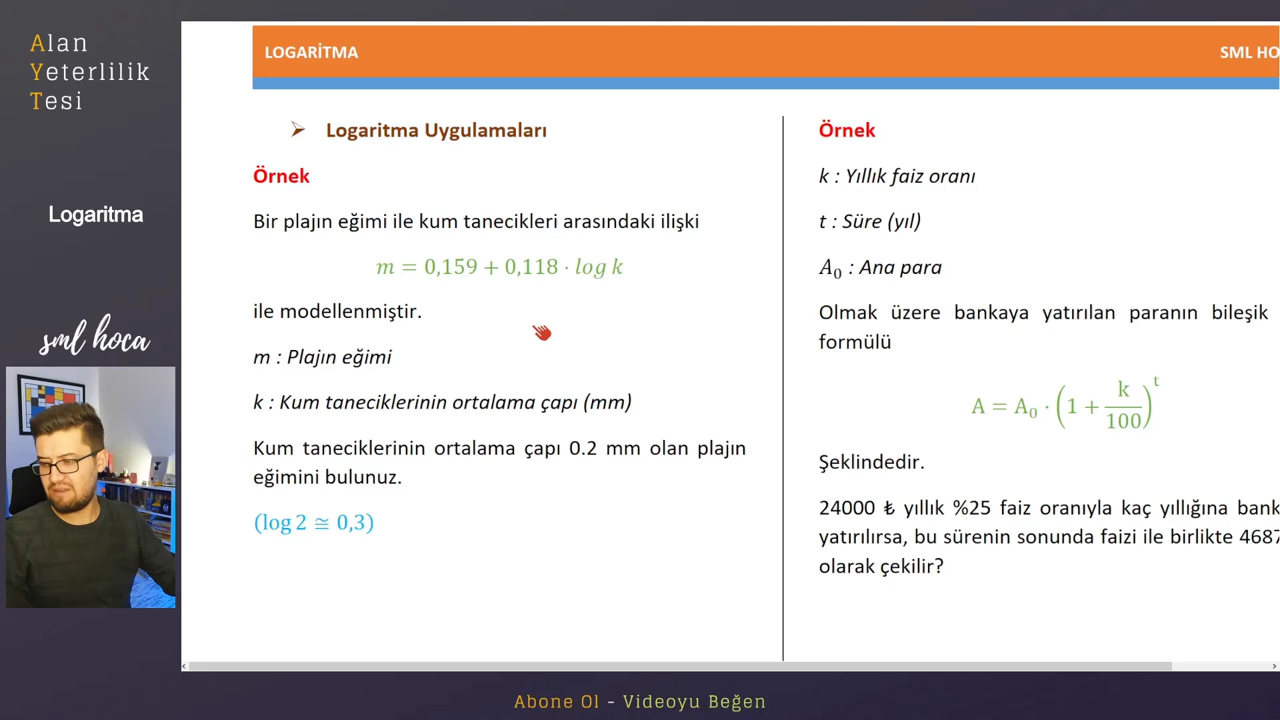 Alan
Yeterlilik
Tesi
Logaritma
sml hoca
LOGARİTMA
SML HO
➢ Logaritma Uygulamaları
Örnek
Bir plajın eğimi ile kum tanecikleri arasındaki ilişki
m = 0,159 + 0,118 · log k
ile modellenmiştir.
m : Plajın eğimi
k : Kum taneciklerinin ortalama çapı (mm)
Kum taneciklerinin ortalama çapı 0.2 mm olan plajın
eğimini bulunuz.
(log 2 ≅ 0,3)
Örnek
k : Yıllık faiz oranı
t : Süre (yıl)
A₀ : Ana para
Olmak üzere bankaya yatırılan paranın bileşik
formülü
A = A₀ · (1 + k/100)^t
Şeklindedir.
24000 ₺ yıllık %25 faiz oranıyla kaç yıllığına bank
yatırılırsa, bu sürenin sonunda faizi ile birlikte 4687
olarak çekilir?
Abone Ol - Videoyu Beğen